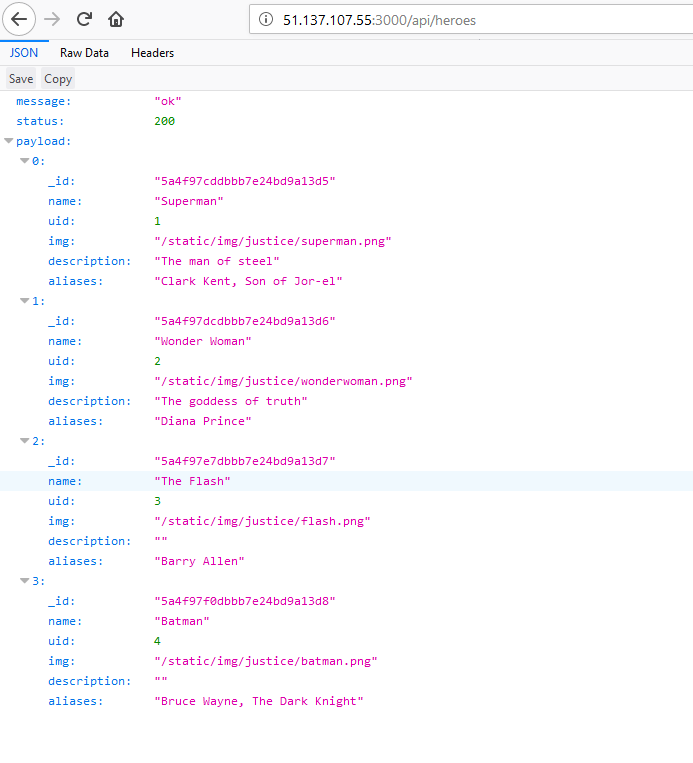 51.137.107.55:3000/api/heroes
JSON Raw Data Headers
Save Copy
message: "ok"
status: 200
payload:
0:
_id: "5a4f97cddbbb7e24bd9a13d5"
name: "Superman"
uid: 1
img: "/static/img/justice/superman.png"
description: "The man of steel"
aliases: "Clark Kent, Son of Jor-el"
1:
_id: "5a4f97dcdbbb7e24bd9a13d6"
name: "Wonder Woman"
uid: 2
img: "/static/img/justice/wonderwoman.png"
description: "The goddess of truth"
aliases: "Diana Prince"
2:
_id: "5a4f97e7dbbb7e24bd9a13d7"
name: "The Flash"
uid: 3
img: "/static/img/justice/flash.png"
description: ""
aliases: "Barry Allen"
3:
_id: "5a4f97f0dbbb7e24bd9a13d8"
name: "Batman"
uid: 4
img: "/static/img/justice/batman.png"
description: ""
aliases: "Bruce Wayne, The Dark Knight"